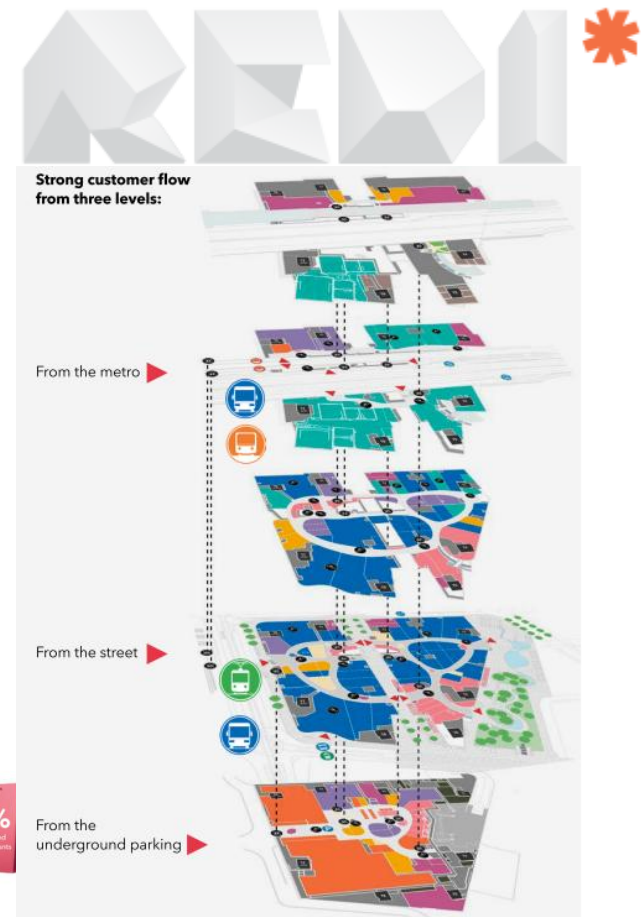 REDI
Strong customer flow
from three levels:
From the metro
From the street
%
From the
underground parking